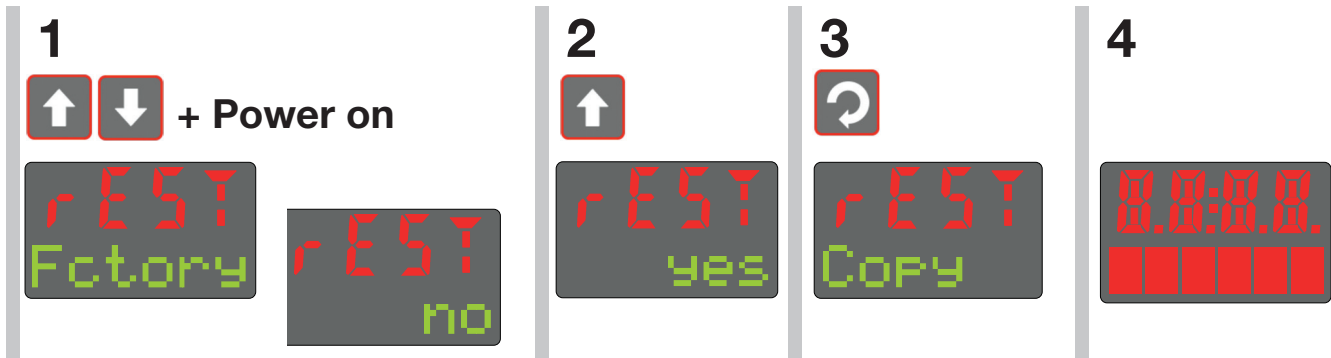 1
+ Power on
rEST
Fctory
rEST
no
2
rEST
yes
3
rEST
Copy
4
8.8:8.8.